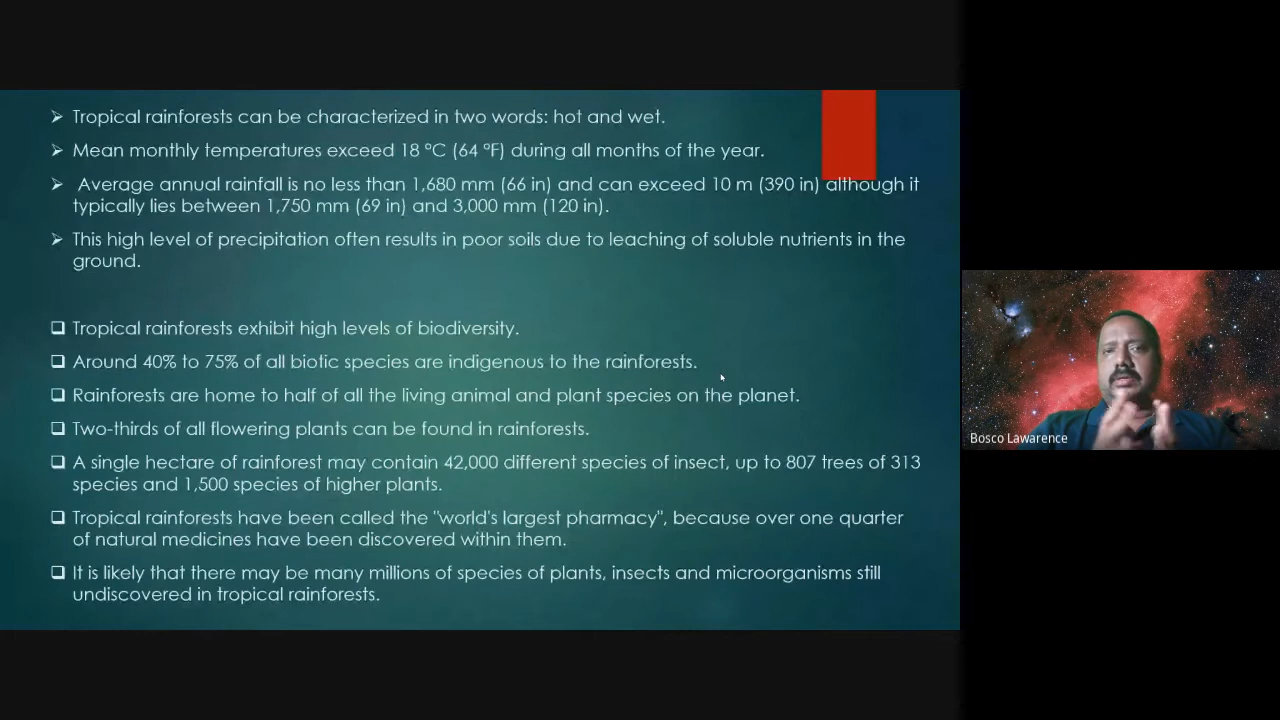 Tropical rainforests can be characterized in two words: hot and wet.
Mean monthly temperatures exceed 18 °C (64 °F) during all months of the year.
Average annual rainfall is no less than 1,680 mm (66 in) and can exceed 10 m (390 in) although it
typically lies between 1,750 mm (69 in) and 3,000 mm (120 in).
This high level of precipitation often results in poor soils due to leaching of soluble nutrients in the
ground.
Tropical rainforests exhibit high levels of biodiversity.
Around 40% to 75% of all biotic species are indigenous to the rainforests.
Rainforests are home to half of all the living animal and plant species on the planet.
Two-thirds of all flowering plants can be found in rainforests.
A single hectare of rainforest may contain 42,000 different species of insect, up to 807 trees of 313
species and 1,500 species of higher plants.
Tropical rainforests have been called the "world's largest pharmacy", because over one quarter
of natural medicines have been discovered within them.
It is likely that there may be many millions of species of plants, insects and microorganisms still
undiscovered in tropical rainforests.
Bosco Lawarence